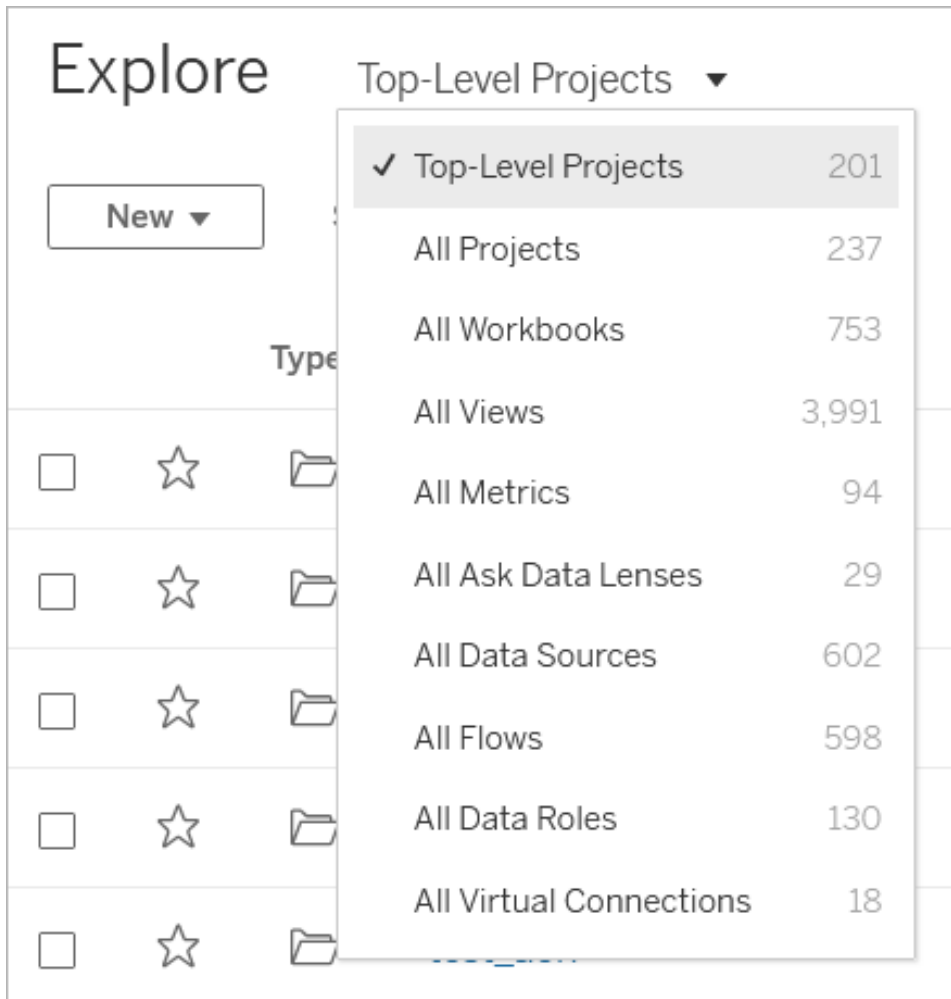 Explore
Top-Level Projects
Top-Level Projects 201
New
All Projects 237
All Workbooks 753
Type
All Views 3,991
All Metrics 94
All Ask Data Lenses 29
All Data Sources 602
All Flows 598
All Data Roles 130
All Virtual Connections 18